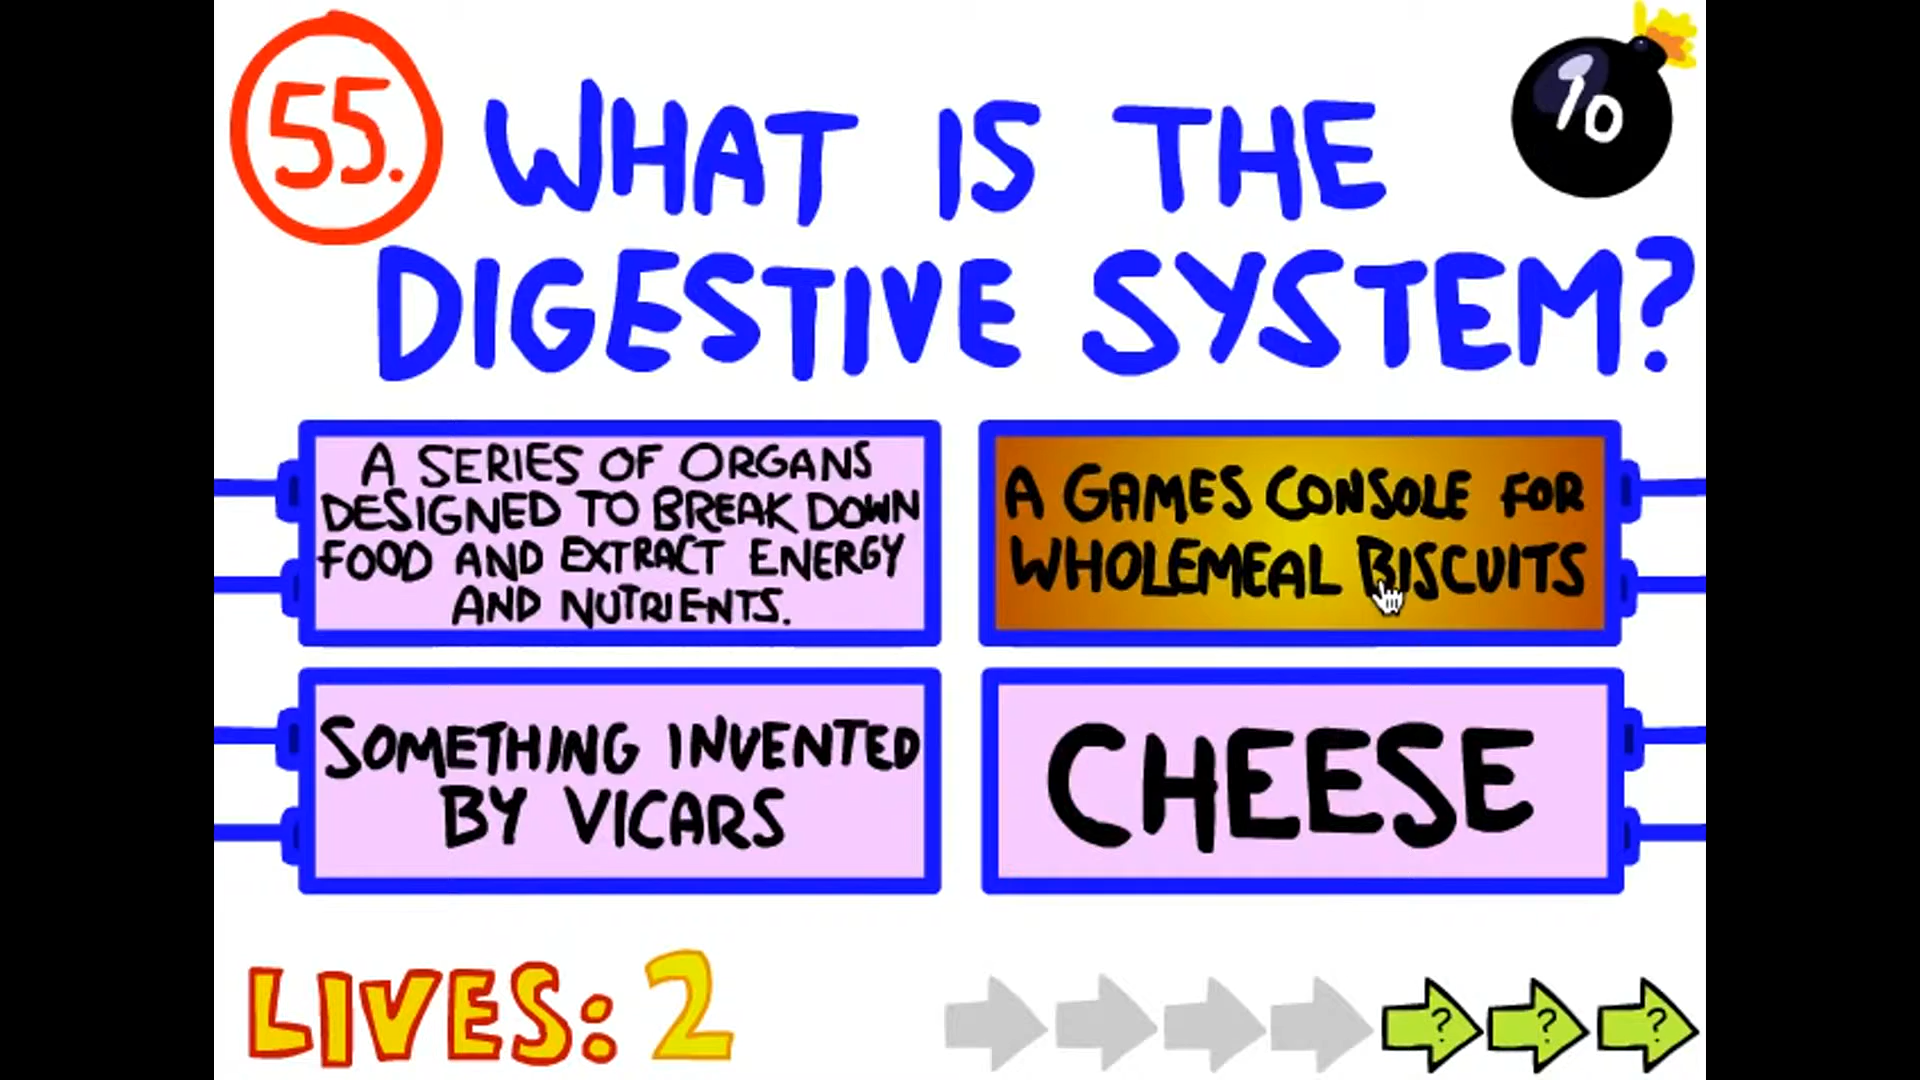 55.
WHAT IS THE
DIGESTIVE SYSTEM?
10
A SERIES OF ORGANS
DESIGNED TO BREAK DOWN
FOOD AND EXTRACT ENERGY
AND NUTRIENTS.
A GAMES CONSOLE FOR
WHOLEMEAL BISCUITS
SOMETHING INVENTED
BY VICARS
CHEESE
LIVES: 2
? ? ?